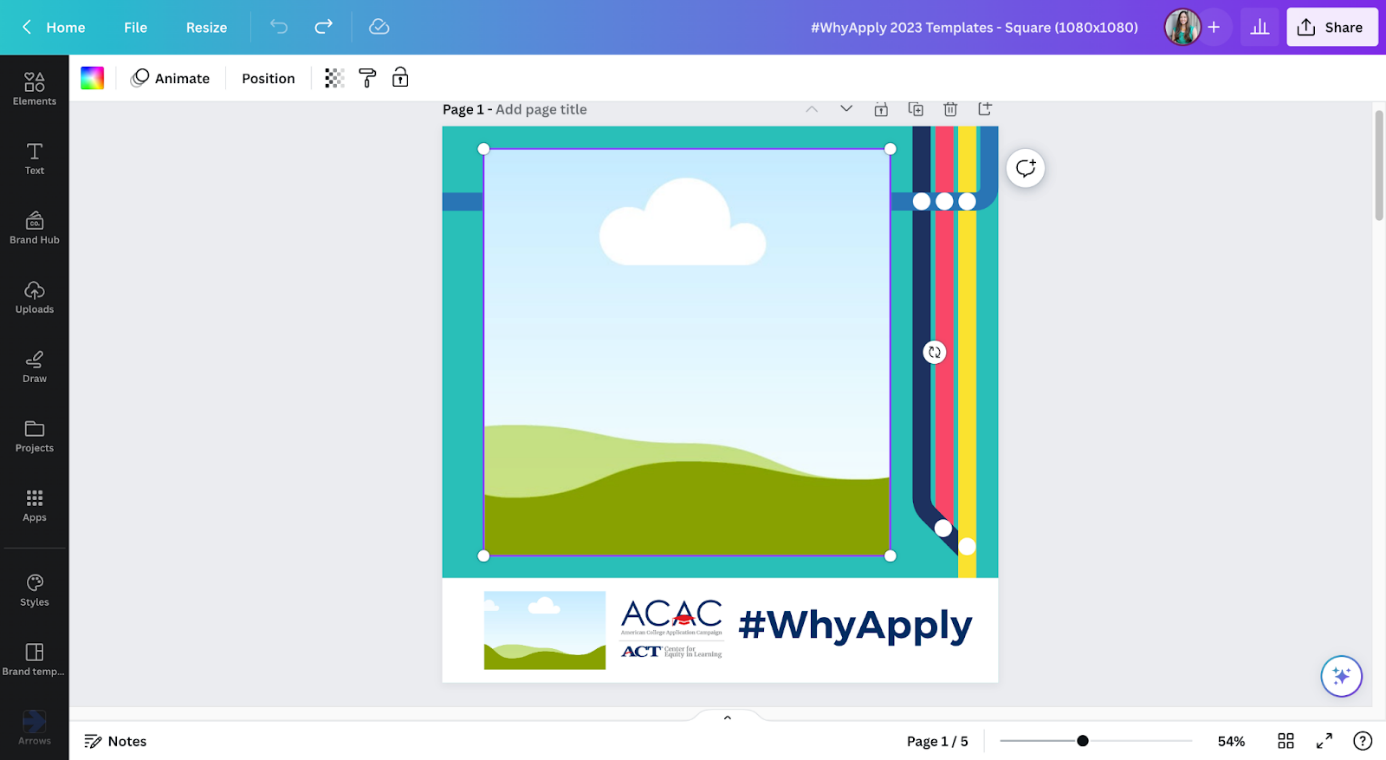 Home File Resize #WhyApply 2023 Templates - Square (1080x1080) + Share
Animate Position
Elements
Text
CO.
Brand Hub
Uploads
Draw
Projects
Apps
Styles
Brand temp...
Arrows
Page 1 - Add page title
ACAC
American College Application Campaign
ACT Center for
Equity in Learning
#WhyApply
Notes Page 1 / 5 54% ?